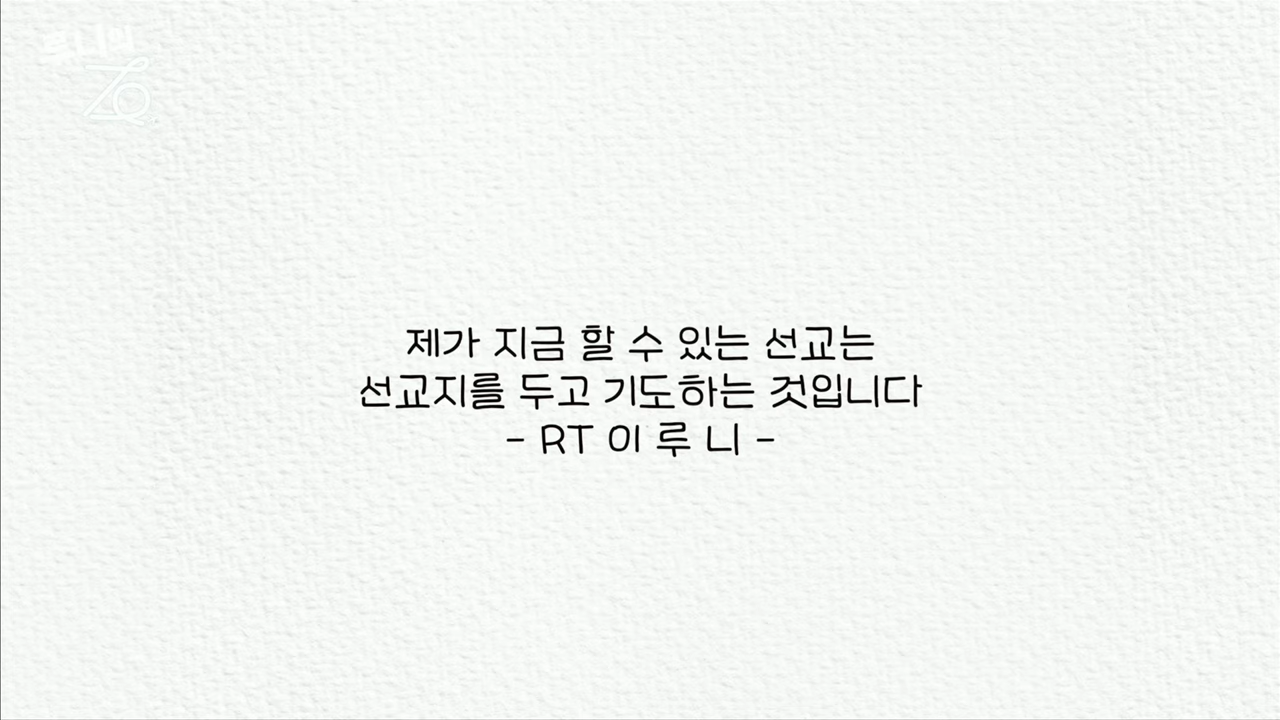 제가 지금 할 수 있는 선교는
선교지를 두고 기도하는 것입니다
- RT 이 루 니 -